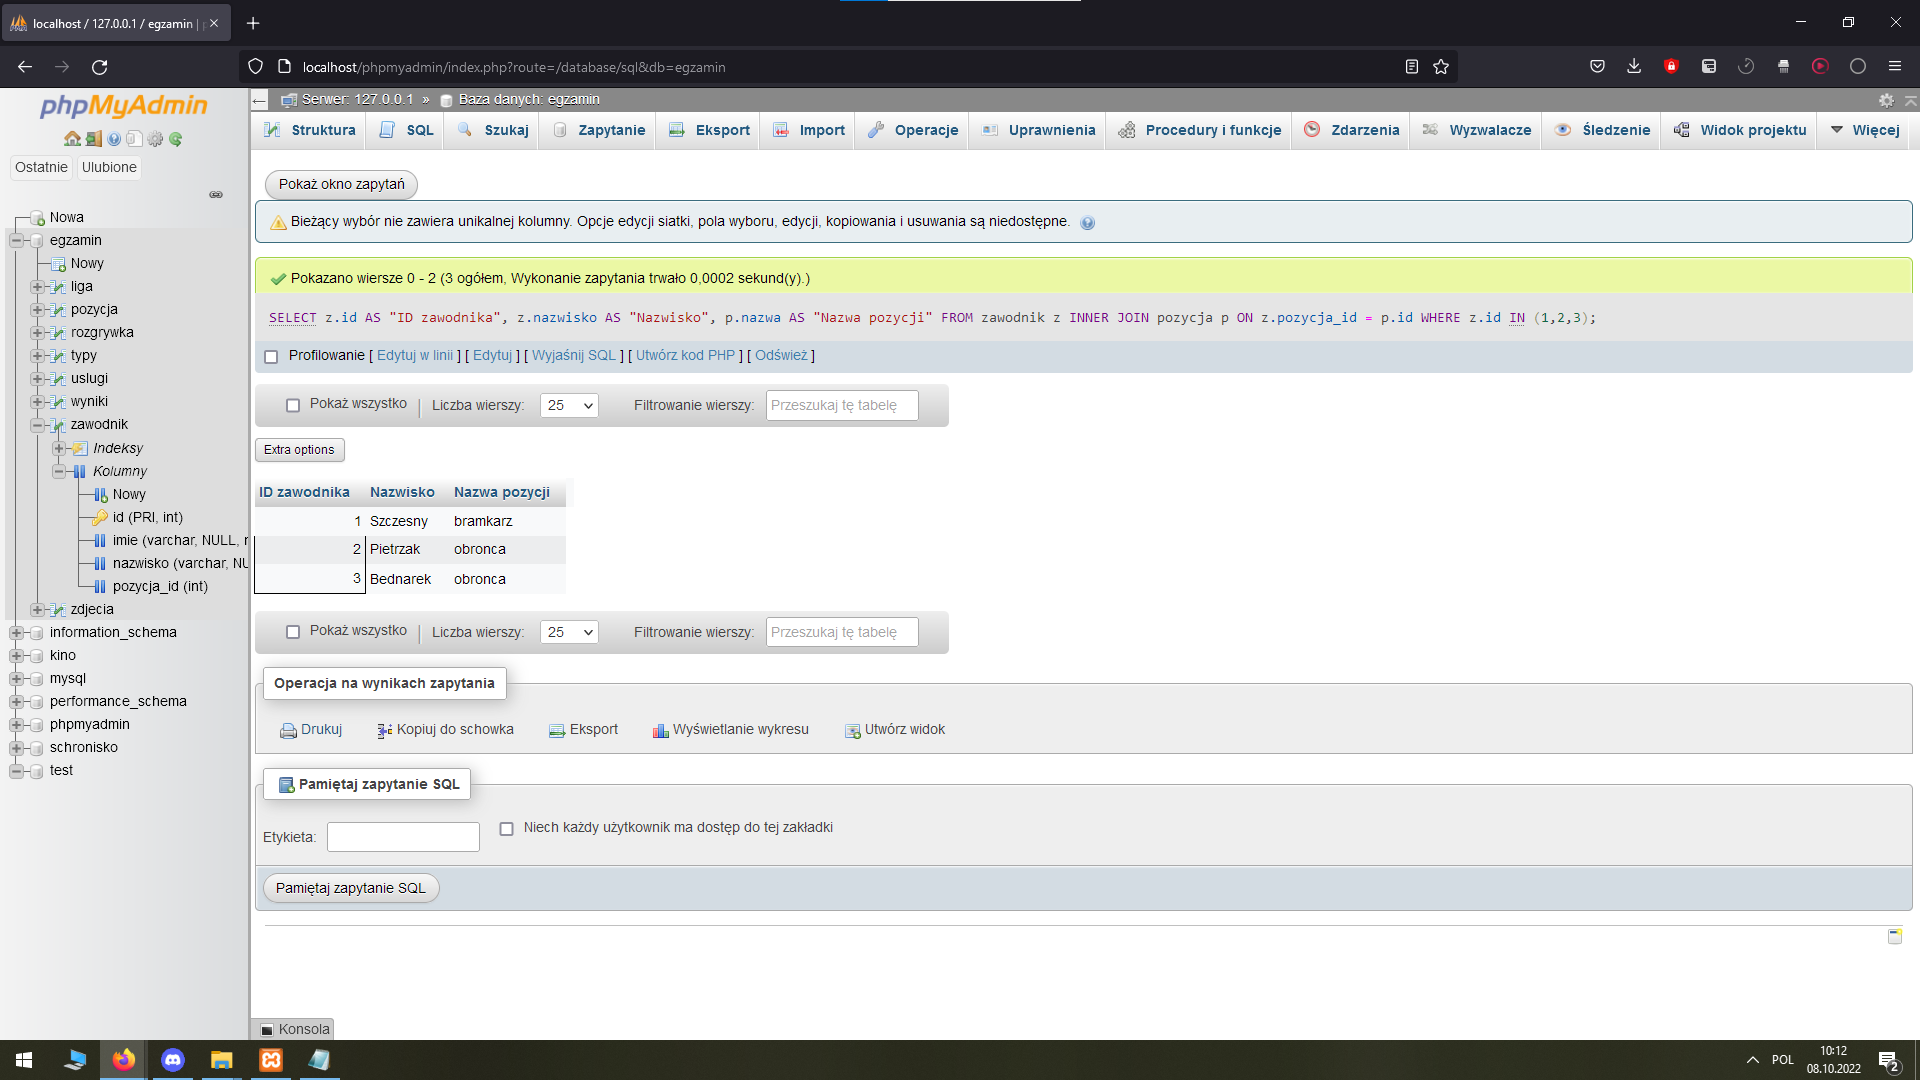 localhost / 127.0.0.1 / egzamin |
localhost/phpmyadmin/index.php?route=/database/sql&db=egzamin
phpMyAdmin
Ostatnie Ulubione
Nowa
egzamin
Nowy
liga
pozycja
rozgrywka
typy
uslugi
wyniki
zawodnik
Indeksy
Kolumny
Nowy
id (PRI, int)
imie (varchar, NULL,
nazwisko (varchar, NU
pozycja_id (int)
zdjecia
information_schema
kino
mysql
performance_schema
phpmyadmin
schronisko
test
Serwer: 127.0.0.1 » Baza danych: egzamin
Struktura SQL Szukaj Zapytanie Eksport Import Operacje Uprawnienia Procedury i funkcje Zdarzenia Wyzwalacze Śledzenie Widok projektu Więcej
Pokaż okno zapytań
Bieżący wybór nie zawiera unikalnej kolumny. Opcje edycji siatki, pola wyboru, edycji, kopiowania i usuwania są niedostępne.
Pokazano wiersze 0 - 2 (3 ogółem, Wykonanie zapytania trwało 0,0002 sekund(y).)
SELECT z.id AS "ID zawodnika", z.nazwisko AS "Nazwisko", p.nazwa AS "Nazwa pozycji" FROM zawodnik z INNER JOIN pozycja p ON z.pozycja_id = p.id WHERE z.id IN (1,2,3);
Profilowanie [ Edytuj w linii ] [ Edytuj ] [ Wyjaśnij SQL ] [ Utwórz kod PHP ] [ Odśwież ]
Pokaż wszystko | Liczba wierszy: 25 Filtrowanie wierszy: Przeszukaj tę tabelę
Extra options
ID zawodnika Nazwisko Nazwa pozycji
1 Szczesny bramkarz
2 Pietrzak obronca
3 Bednarek obronca
Pokaż wszystko | Liczba wierszy: 25 Filtrowanie wierszy: Przeszukaj tę tabelę
Operacja na wynikach zapytania
Drukuj Kopiuj do schowka Eksport Wyświetlanie wykresu Utwórz widok
Pamiętaj zapytanie SQL
Etykieta: Niech każdy użytkownik ma dostęp do tej zakładki
Pamiętaj zapytanie SQL
Konsola
POL
10:12
08.10.2022
2